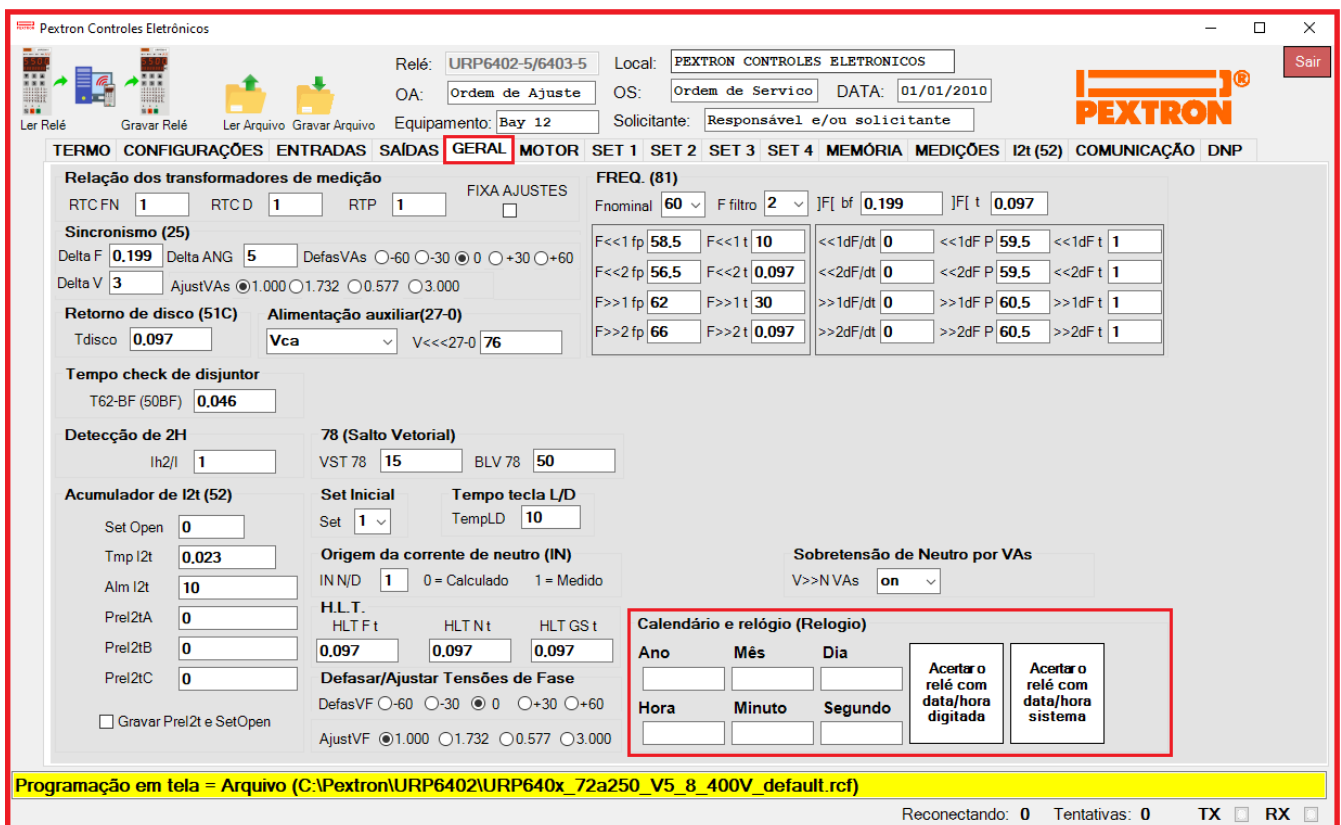 Pextron Controles Eletrônicos
Relé: URP6402-5/6403-5 Local: PEXTRON CONTROLES ELETRONICOS Sair
OA: Ordem de Ajuste OS: Ordem de Servico DATA: 01/01/2010
PEXTRON®
Ler Relé Gravar Relé Ler Arquivo Gravar Arquivo Equipamento: Bay 12 Solicitante: Responsável e/ou solicitante
TERMO CONFIGURAÇÕES ENTRADAS SAÍDAS GERAL MOTOR SET 1 SET 2 SET 3 SET 4 MEMÓRIA MEDIÇÕES I2t (52) COMUNICAÇÃO DNP
Relação dos transformadores de medição
RTC FN 1 RTC D 1 RTP 1 FIXA AJUSTES
Sincronismo (25)
Delta F 0.199 Delta ANG 5 DefasVAs -60 -30 0 +30 +60
Delta V 3 AjustVAs 1.000 1.732 0.577 3.000
Retorno de disco (51C)
Tdisco 0.097
Alimentação auxiliar(27-0)
Vca V<<<27-0 76
FREQ. (81)
Fnominal 60 F filtro 2 ]F[ bf 0.199 ]F[ t 0.097
F<<1 fp 58.5 F<<1 t 10 <<1dF/dt 0 <<1dF P 59.5 <<1dF t 1
F<<2 fp 56.5 F<<2 t 0.097 <<2dF/dt 0 <<2dF P 59.5 <<2dF t 1
F>>1 fp 62 F>>1 t 30 >>1dF/dt 0 >>1dF P 60.5 >>1dF t 1
F>>2 fp 66 F>>2 t 0.097 >>2dF/dt 0 >>2dF P 60.5 >>2dF t 1
Tempo check de disjuntor
T62-BF (50BF) 0.046
Detecção de 2H
Ih2/I 1
78 (Salto Vetorial)
VST 78 15 BLV 78 50
Acumulador de I2t (52)
Set Open 0
Tmp I2t 0.023
Alm I2t 10
PreI2tA 0
PreI2tB 0
PreI2tC 0
Gravar PreI2t e SetOpen
Set Inicial
Set 1
Tempo tecla L/D
TempLD 10
Origem da corrente de neutro (IN)
IN N/D 1 0 = Calculado 1 = Medido
Sobretensão de Neutro por VAs
V>>N VAs on
H.L.T.
HLT F t HLT N t HLT GS t
0.097 0.097 0.097
Defasar/Ajustar Tensões de Fase
DefasVF -60 -30 0 +30 +60
AjustVF 1.000 1.732 0.577 3.000
Calendário e relógio (Relogio)
Ano Mês Dia
Hora Minuto Segundo
Acertar o
relé com
data/hora
digitada
Acertar o
relé com
data/hora
sistema
Programação em tela = Arquivo (C:\Pextron\URP6402\URP640x_72a250_V5_8_400V_default.rcf)
Reconectando: 0 Tentativas: 0 TX RX